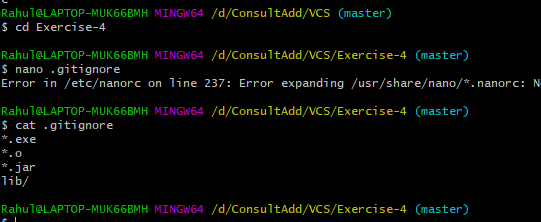 Rahul@LAPTOP-MUK66BMH MINGW64 /d/ConsultAdd/VCS (master)
$ cd Exercise-4
Rahul@LAPTOP-MUK66BMH MINGW64 /d/ConsultAdd/VCS/Exercise-4 (master)
$ nano .gitignore
Error in /etc/nanorc on line 237: Error expanding /usr/share/nano/*.nanorc: N
Rahul@LAPTOP-MUK66BMH MINGW64 /d/ConsultAdd/VCS/Exercise-4 (master)
$ cat .gitignore
*.exe
*.o
*.jar
lib/
Rahul@LAPTOP-MUK66BMH MINGW64 /d/ConsultAdd/VCS/Exercise-4 (master)